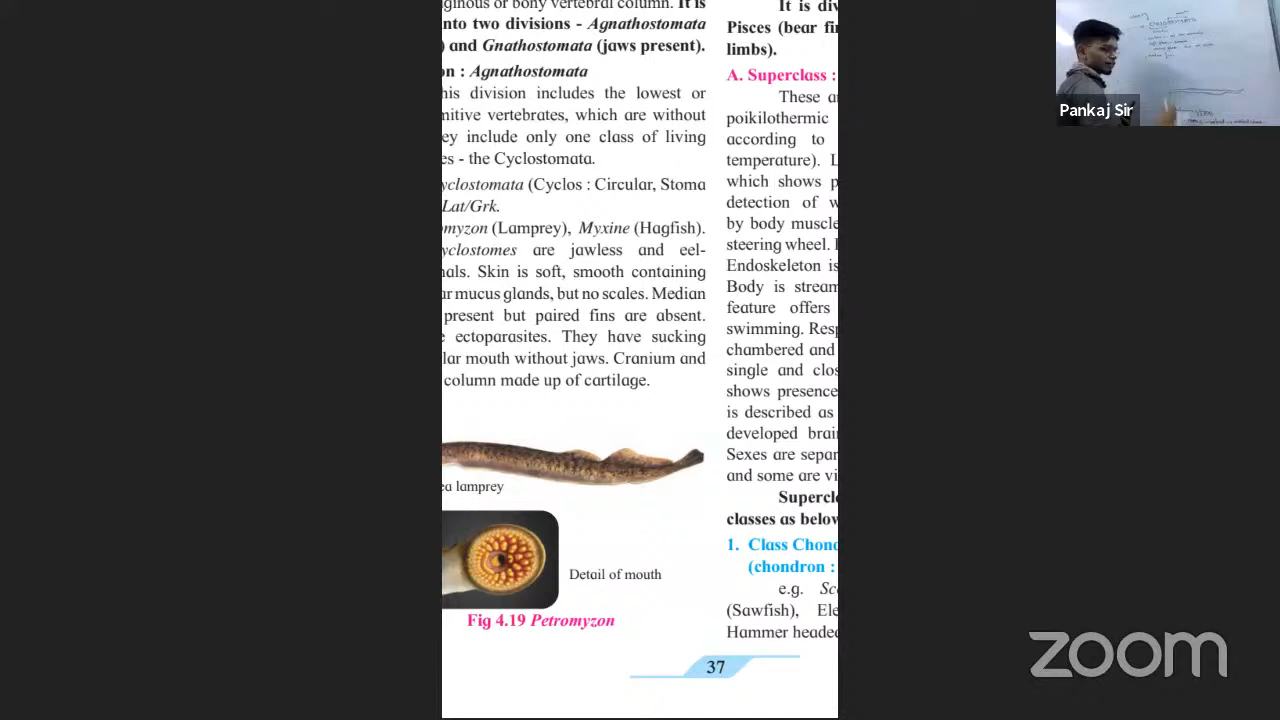 ginous or bony vertebral column. It is
nto two divisions - Agnathostomata
) and Gnathostomata (jaws present).
on : Agnathostomata
his division includes the lowest or
mitive vertebrates, which are without
ey include only one class of living
es - the Cyclostomata.
yclostomata (Cyclos : Circular, Stoma
Lat/Grk.
omyzon (Lamprey), Myxine (Hagfish).
yclostomes are jawless and eel-
nals. Skin is soft, smooth containing
ar mucus glands, but no scales. Median
present but paired fins are absent.
e ectoparasites. They have sucking
lar mouth without jaws. Cranium and
column made up of cartilage.
ea lamprey
Detail of mouth
Fig 4.19 Petromyzon
It is div
Pisces (bear fin
limbs).
A. Superclass :
These a
poikilothermic
according to
temperature). L
which shows p
detection of w
by body muscle
steering wheel.
Endoskeleton is
Body is stream
feature offers
swimming. Resp
chambered and
single and clos
shows presence
is described as
developed brai
Sexes are separ
and some are vi
Supercl
classes as below
1. Class Chond
(chondron :
e.g. Sc
(Sawfish), Ele
Hammer headed
37
Pankaj Sir
zoom